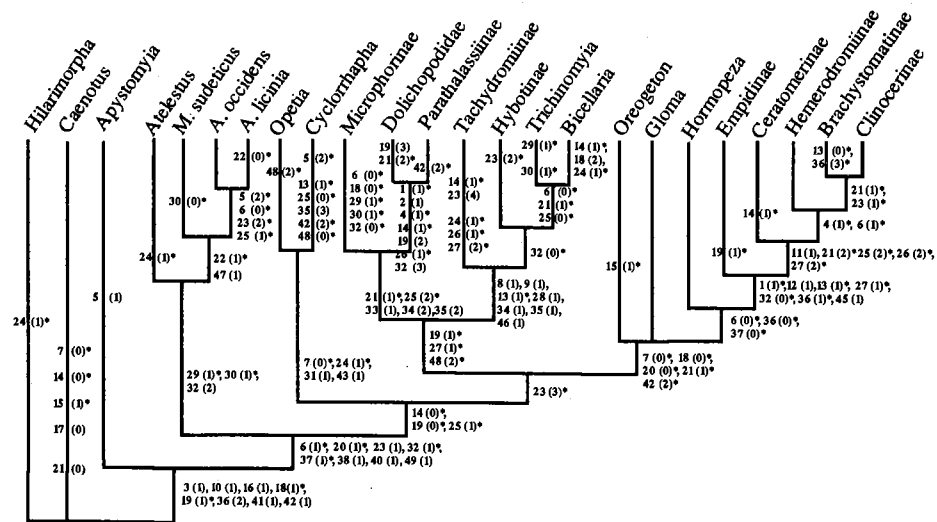 Hilarimorpha
Caenotus
Apystomyia
Atelestus
M. sudeticus
A. occidens
A. licinia
Opetia
Cyclorrhapha
Microphorinae
Dolichopodidae
Parathalassiinae
Tachydromiinae
Hybotinae
Trichinomyia
Bicellaria
Oreogeton
Gloma
Hormopeza
Empidinae
Ceratomerinae
Hemerodromiinae
Brachystomatinae
Clinocerinae
24 (1)*
7 (0)*
14 (0)*
15 (1)*
17 (0)
21 (0)
5 (1)
24 (1)*
30 (0)*
22 (0)*
5 (2)*
6 (0)*
23 (2)*
25 (1)*
22 (1)*
47 (1)
29 (1)*, 30 (1)*,
32 (2)
48 (2)*
5 (2)*
13 (1)*
25 (0)*
35 (3)
42 (2)*
48 (0)*
7 (0)*, 24 (1)*,
31 (1), 43 (1)
6 (0)*
18 (0)*
29 (1)*
30 (1)*
32 (0)*
19 (3)
21 (2)*
42 (2)*
1 (1)*
2 (1)
4 (1)*
14 (1)*
19 (2)
26 (1)*
32 (3)
21 (1)*, 25 (2)*
33 (1), 34 (2), 35 (2)
14 (1)*
23 (4)
24 (1)*
26 (1)*
27 (2)*
23 (2)*
29 (1)*
30 (1)*
14 (1)*,
18 (2),
24 (1)*
6 (0)*
21 (1)*
25 (0)*
32 (0)*
8 (1), 9 (1),
13 (1)*, 28 (1),
34 (1), 35 (1),
46 (1)
19 (1)*
27 (1)*
48 (2)*
23 (3)*
15 (1)*
19 (1)*
14 (1)*
13 (0)*,
36 (3)*
21 (1)*,
23 (1)*
4 (1)*, 6 (1)*
11 (1), 21 (2)*, 25 (2)*, 26 (2)*,
27 (2)*
1 (1)*, 12 (1), 13 (1)*, 27 (1)*,
32 (0)*, 36 (1)*, 45 (1)
6 (0)*, 36 (0)*,
37 (0)*
7 (0)*, 18 (0)*,
20 (0)*, 21 (1)*
42 (2)*
14 (0)*,
19 (0)*, 25 (1)*
6 (1)*, 20 (1)*, 23 (1), 32 (1)*,
37 (1)*, 38 (1), 40 (1), 49 (1)
3 (1), 10 (1), 16 (1), 18(1)*,
19 (1)*, 36 (2), 41 (1), 42 (1)